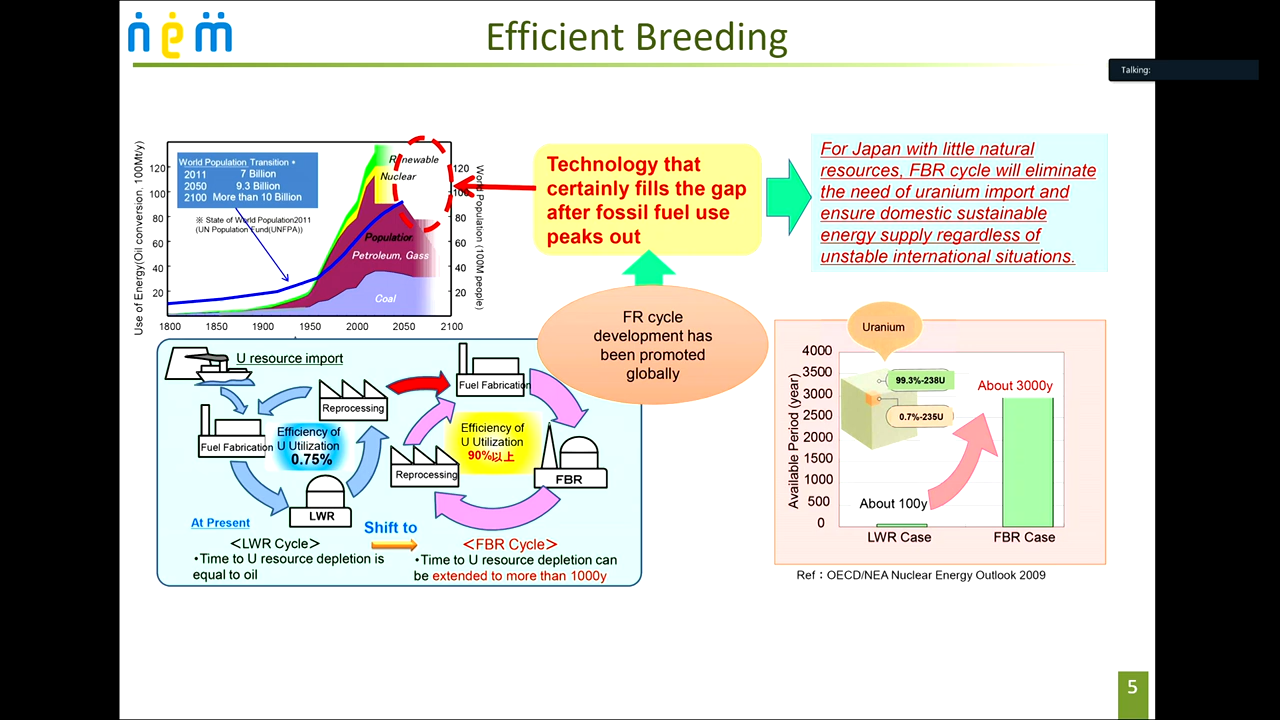 nem
Efficient Breeding
Talking:
Use of Energy(Oil conversion, 100Mt/y)
120
100
80
60
40
20
World Population Transition *
2011 7 Billion
2050 9.3 Billion
2100 More than 10 Billion
※ State of World Population2011
(UN Population Fund(UNFPA))
Renewable
Nuclear
Population
Petroleum, Gass
Coal
120
100
80
60
40
20
World Population (100M people)
1800 1850 1900 1950 2000 2050 2100
Technology that
certainly fills the gap
after fossil fuel use
peaks out
For Japan with little natural
resources, FBR cycle will eliminate
the need of uranium import and
ensure domestic sustainable
energy supply regardless of
unstable international situations.
FR cycle
development has
been promoted
globally
U resource import
Reprocessing
Fuel Fabrication
Efficiency of
U Utilization
0.75%
LWR
At Present
<LWR Cycle>
・Time to U resource depletion is
equal to oil
Shift to
Fuel Fabrication
Efficiency of
U Utilization
90%以上
Reprocessing
FBR
<FBR Cycle>
・Time to U resource depletion can
be extended to more than 1000y
Uranium
Available Period (year)
4000
3500
3000
2500
2000
1500
1000
500
0
99.3%-238U
0.7%-235U
About 3000y
About 100y
LWR Case
FBR Case
Ref：OECD/NEA Nuclear Energy Outlook 2009
5